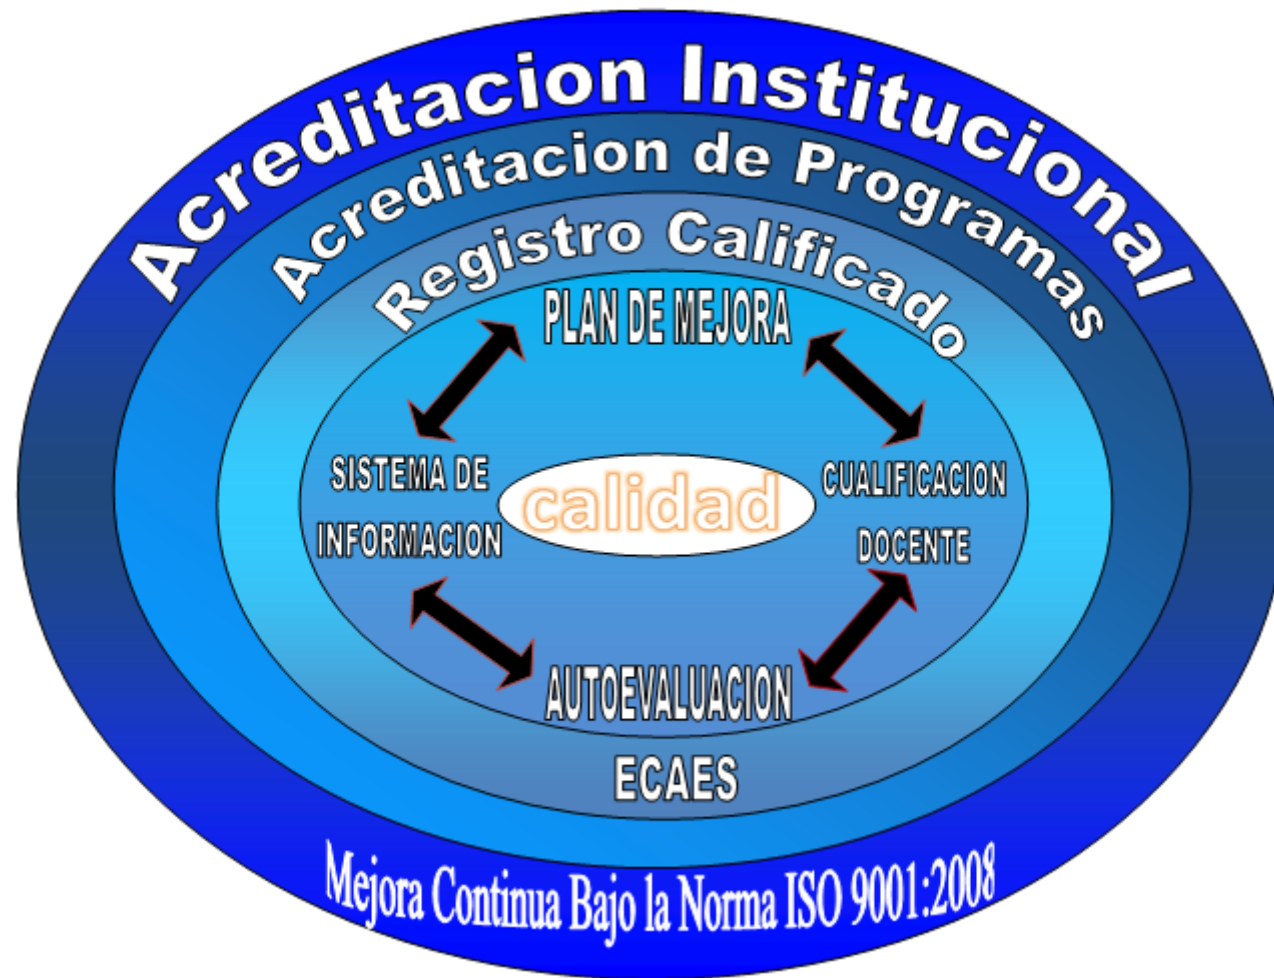 Acreditacion Institucional
Acreditacion de Programas
Registro Calificado
PLAN DE MEJORA
SISTEMA DE
INFORMACION
calidad
CUALIFICACION
DOCENTE
AUTOEVALUACION
ECAES
Mejora Continua Bajo la Norma ISO 9001:2008